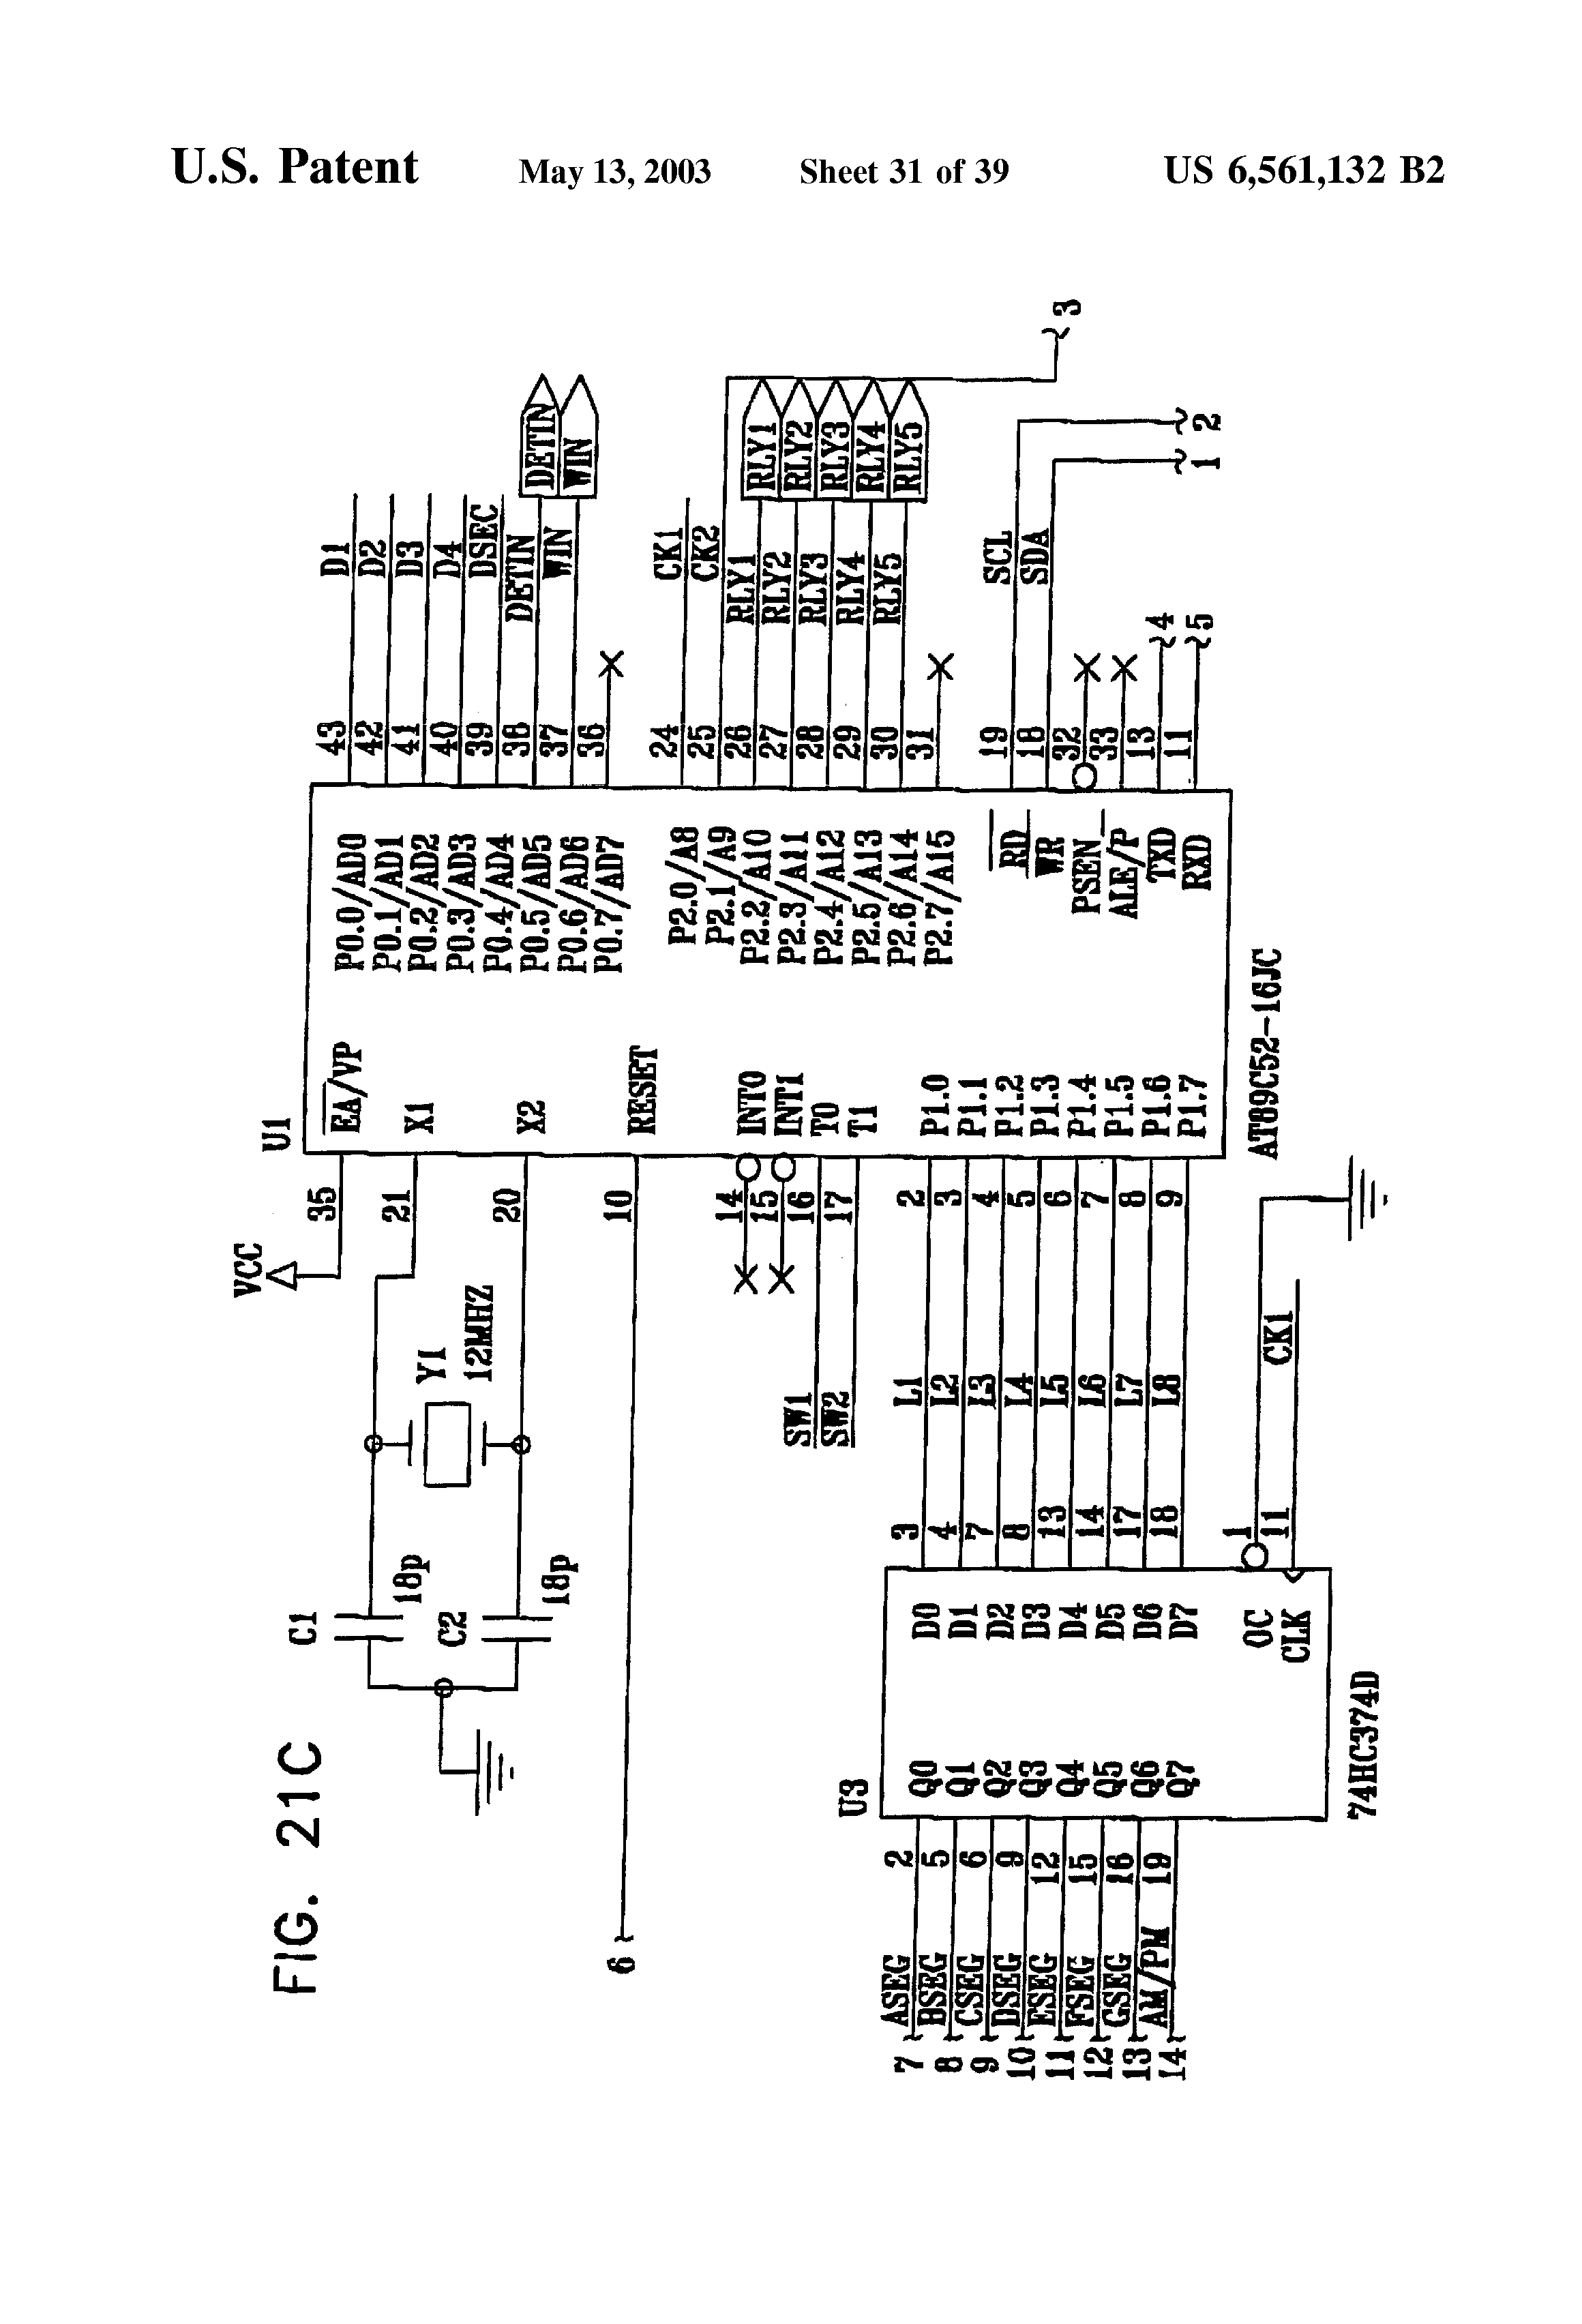 U.S. Patent May 13, 2003 Sheet 31 of 39 US 6,561,132 B2
FIG. 21C
C1
18p
C2
18p
Y1
12MHZ
VCC
35
21
20
10
6
14
15
16
17
SW1
SW2
U1
EA/VP
X1
X2
RESET
INT0
INT1
T0
T1
P1.0
P1.1
P1.2
P1.3
P1.4
P1.5
P1.6
P1.7
P0.0/AD0
P0.1/AD1
P0.2/AD2
P0.3/AD3
P0.4/AD4
P0.5/AD5
P0.6/AD6
P0.7/AD7
P2.0/A8
P2.1/A9
P2.2/A10
P2.3/A11
P2.4/A12
P2.5/A13
P2.6/A14
P2.7/A15
RD
WR
PSEN
ALE/P
TXD
RXD
AT89C52-16JC
43 D1
42 D2
41 D3
40 D4
39 DSEC
38 DETIN DETIN
37 WIN WIN
36
24 CK1
25 CK2 3
26 RLY1 RLY1
27 RLY2 RLY2
28 RLY3 RLY3
29 RLY4 RLY4
30 RLY5 RLY5
31
19 SCL 2
18 SDA 1
32
33
13 4
11 5
3 L1 2
4 L2 3
7 L3 4
8 L4 5
13 L5 6
14 L6 7
17 L7 8
18 L8 9
1
11 CK1
U3
Q0 D0
Q1 D1
Q2 D2
Q3 D3
Q4 D4
Q5 D5
Q6 D6
Q7 D7
OC
CLK
74HC374D
7 ASEG 2
8 BSEG 5
9 CSEG 6
10 DSEG 9
11 ESEG 12
12 FSEG 15
13 GSEG 16
14 AM/PM 19